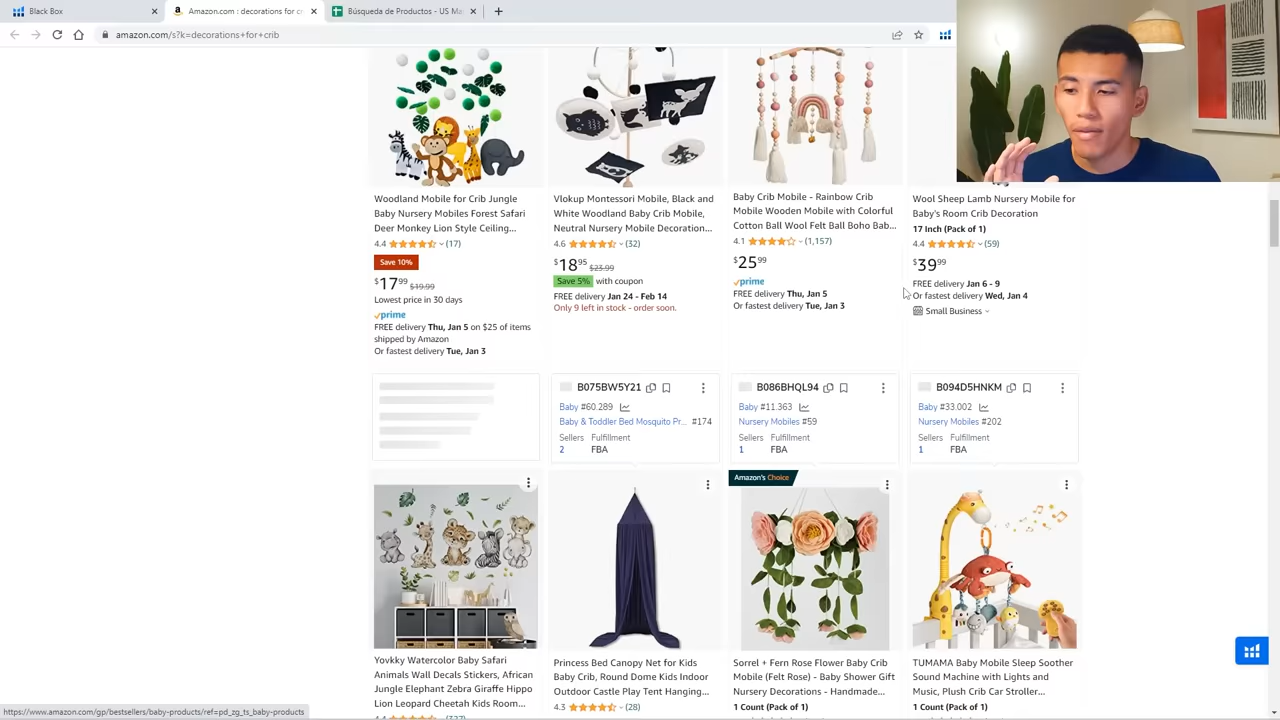 Black Box
Amazon.com : decorations for c
Búsqueda de Productos - US Ma
amazon.com/s?k=decorations+for+crib
Woodland Mobile for Crib Jungle
Baby Nursery Mobiles Forest Safari
Deer Monkey Lion Style Ceiling...
4.4 (17)
Save 10%
$17.99 $19.99
Lowest price in 30 days
prime
FREE delivery Thu, Jan 5 on $25 of items
shipped by Amazon
Or fastest delivery Tue, Jan 3
Vlokup Montessori Mobile, Black and
White Woodland Baby Crib Mobile,
Neutral Nursery Mobile Decoration...
4.6 (32)
$18.95 $23.99
Save 5% with coupon
FREE delivery Jan 24 - Feb 14
Only 9 left in stock - order soon.
Baby Crib Mobile - Rainbow Crib
Mobile Wooden Mobile with Colorful
Cotton Ball Wool Felt Ball Boho Bab...
4.1 (1,157)
$25.99
prime
FREE delivery Thu, Jan 5
Or fastest delivery Tue, Jan 3
Wool Sheep Lamb Nursery Mobile for
Baby's Room Crib Decoration
17 Inch (Pack of 1)
4.4 (59)
$39.99
FREE delivery Jan 6 - 9
Or fastest delivery Wed, Jan 4
Small Business
B075BW5Y21
Baby #60.289
Baby & Toddler Bed Mosquito Pr... #174
Sellers Fulfillment
2 FBA
B086BHQL94
Baby #11.363
Nursery Mobiles #59
Sellers Fulfillment
1 FBA
B094D5HNKM
Baby #33.002
Nursery Mobiles #202
Sellers Fulfillment
1 FBA
Yovkky Watercolor Baby Safari
Animals Wall Decals Stickers, African
Jungle Elephant Zebra Giraffe Hippo
Lion Leopard Cheetah Kids Room...
4.4 (327)
Princess Bed Canopy Net for Kids
Baby Crib, Round Dome Kids Indoor
Outdoor Castle Play Tent Hanging...
4.3 (28)
Amazon's Choice
Sorrel + Fern Rose Flower Baby Crib
Mobile (Felt Rose) - Baby Shower Gift
Nursery Decorations - Handmade...
1 Count (Pack of 1)
TUMAMA Baby Mobile Sleep Soother
Sound Machine with Lights and
Music, Plush Crib Car Stroller...
1 Count (Pack of 1)
https://www.amazon.com/gp/bestsellers/baby-products/ref=pd_zg_ts_baby-products